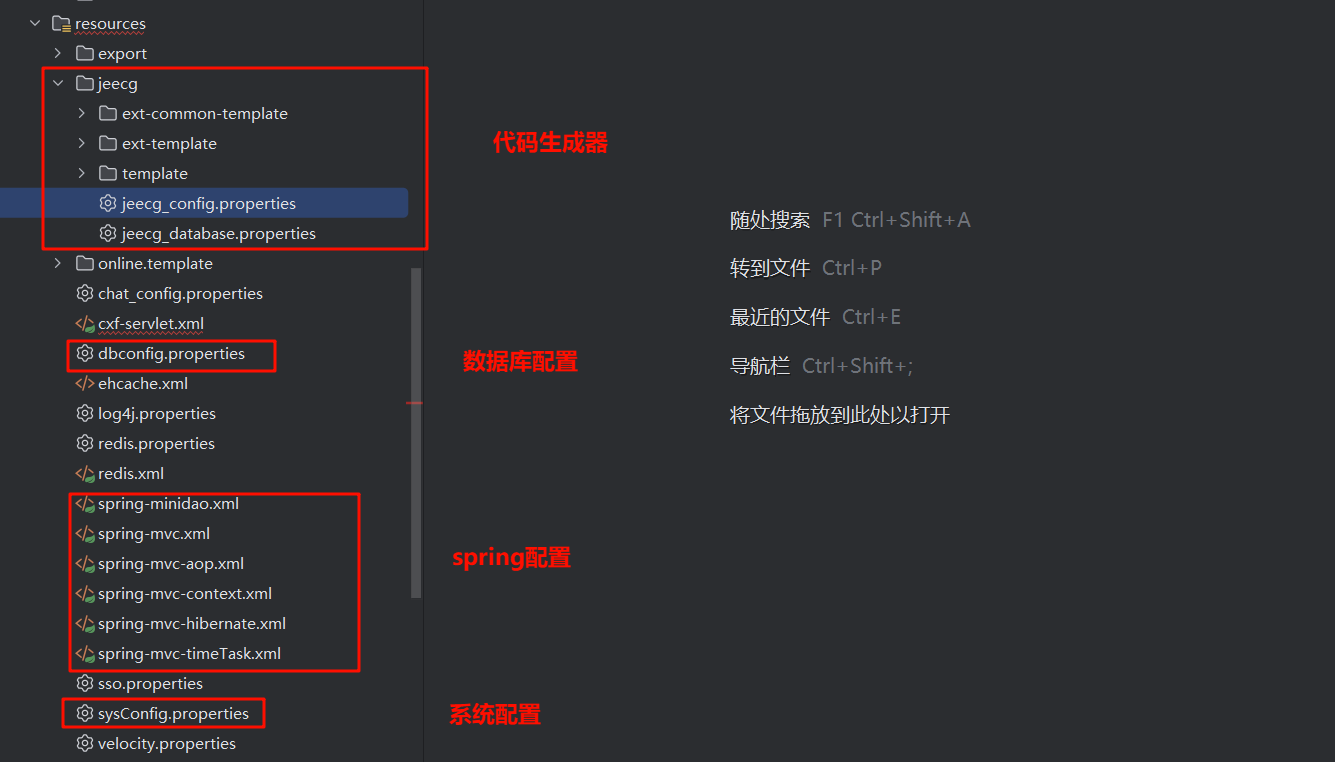 resources
export
jeecg
ext-common-template
代码生成器
ext-template
template
jeecg_config.properties
随处搜索 F1 Ctrl+Shift+A
jeecg_database.properties
online.template
转到文件 Ctrl+P
chat_config.properties
cxf-servlet.xml
最近的文件 Ctrl+E
dbconfig.properties
数据库配置
导航栏 Ctrl+Shift+;
ehcache.xml
log4j.properties
将文件拖放到此处以打开
redis.properties
redis.xml
spring-minidao.xml
spring-mvc.xml
spring-mvc-aop.xml
spring配置
spring-mvc-context.xml
spring-mvc-hibernate.xml
spring-mvc-timeTask.xml
sso.properties
sysConfig.properties
系统配置
velocity.properties